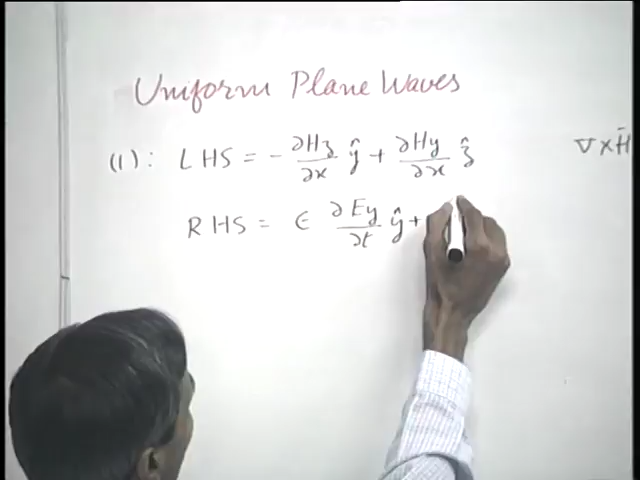 Uniform Plane Waves
(1): LHS = - ∂Hz/∂x ŷ + ∂Hy/∂x ẑ
∇ × H̄
RHS = ∈ ∂Ey/∂t ŷ +